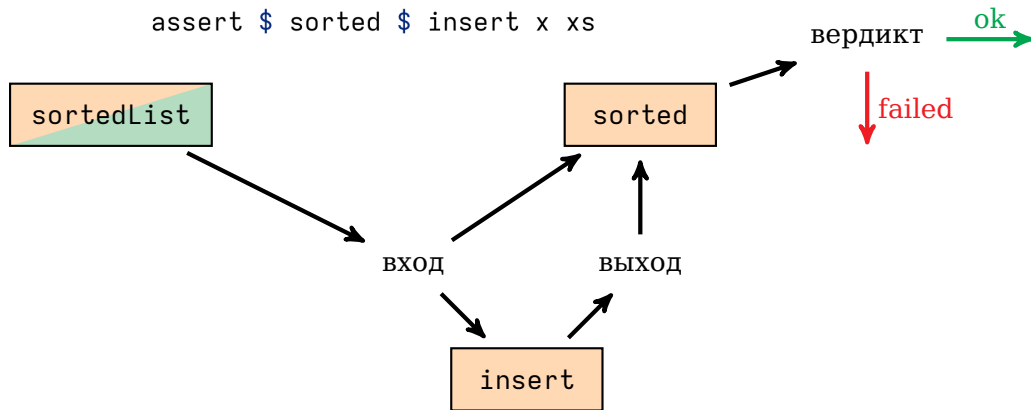 assert $ sorted $ insert x xs
ok
вердикт
failed
sortedList
sorted
вход
выход
insert